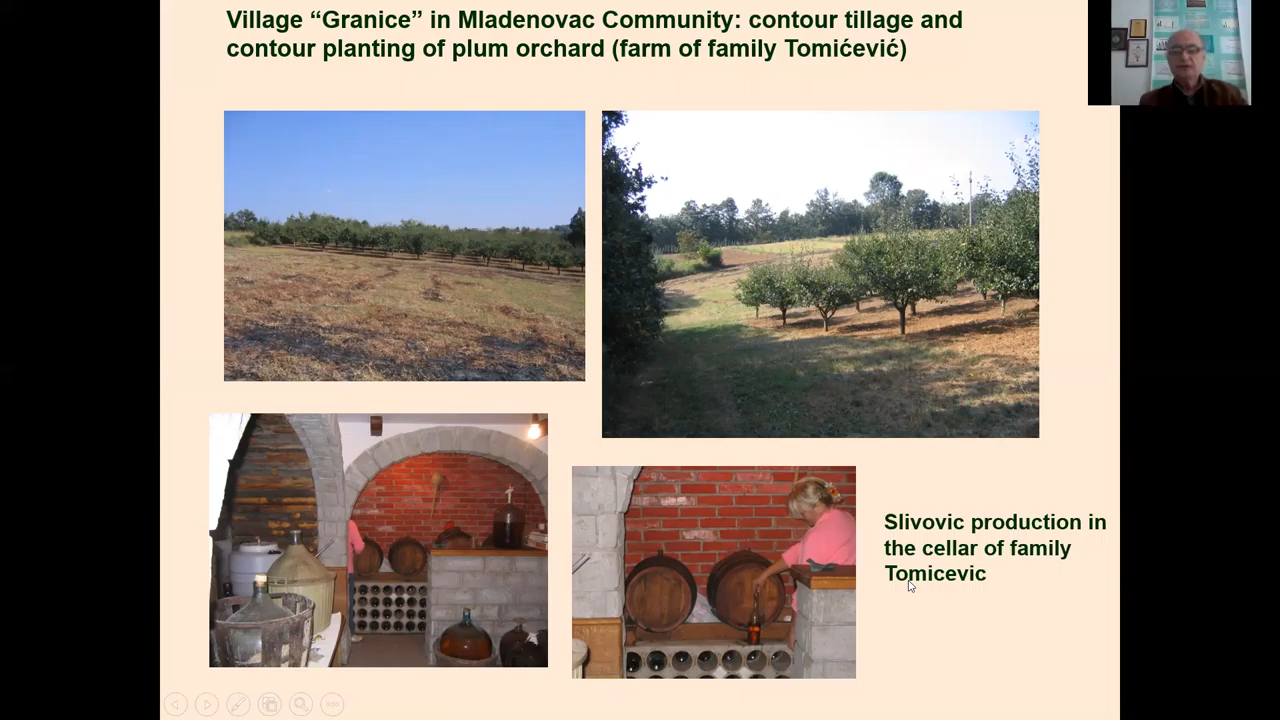 Village “Granice” in Mladenovac Community: contour tillage and
contour planting of plum orchard (farm of family Tomićević)
Slivovic production in
the cellar of family
Tomicevic